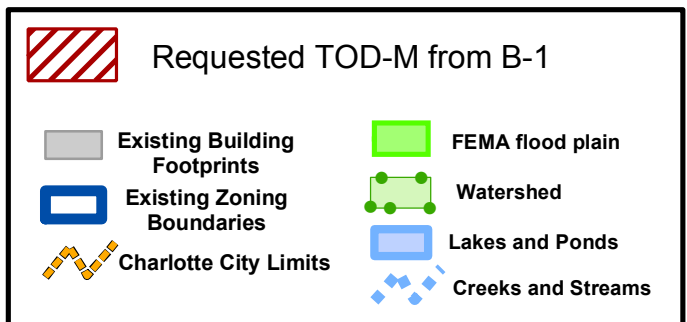 Requested TOD-M from B-1
Existing Building
Footprints
Existing Zoning
Boundaries
Charlotte City Limits
FEMA flood plain
Watershed
Lakes and Ponds
Creeks and Streams